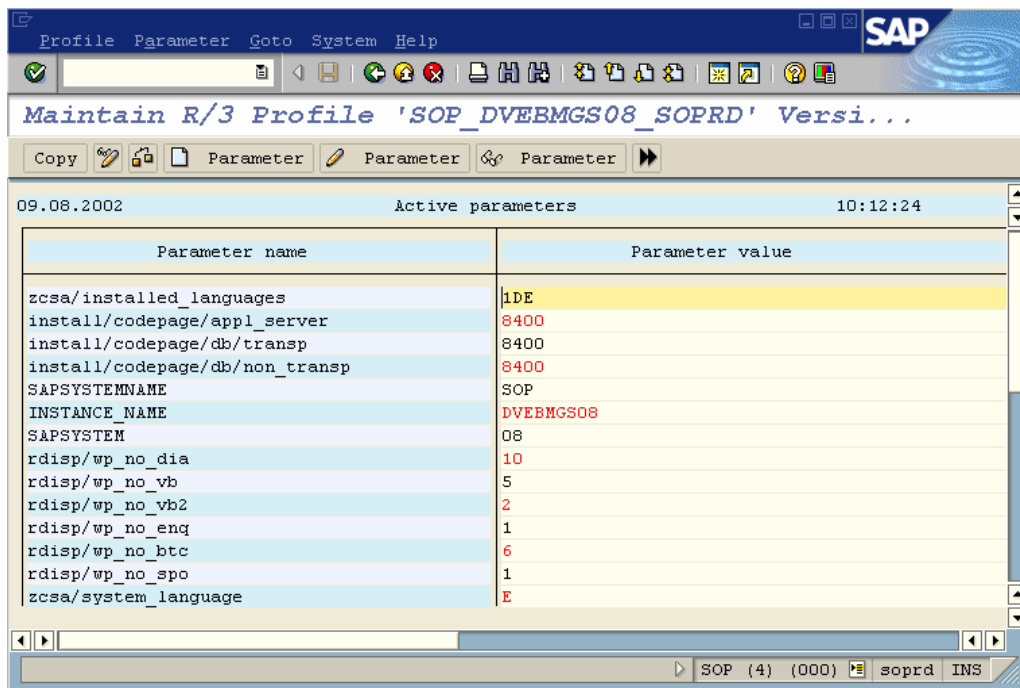 Profile Parameter Goto System Help
SAP
Maintain R/3 Profile 'SOP_DVEBMGS08_SOPRD' Versi...
Copy Parameter Parameter Parameter
09.08.2002 Active parameters 10:12:24
Parameter name Parameter value
zcsa/installed_languages 1DE
install/codepage/appl_server 8400
install/codepage/db/transp 8400
install/codepage/db/non_transp 8400
SAPSYSTEMNAME SOP
INSTANCE_NAME DVEBMGS08
SAPSYSTEM 08
rdisp/wp_no_dia 10
rdisp/wp_no_vb 5
rdisp/wp_no_vb2 2
rdisp/wp_no_enq 1
rdisp/wp_no_btc 6
rdisp/wp_no_spo 1
zcsa/system_language E
SOP (4) (000) soprd INS